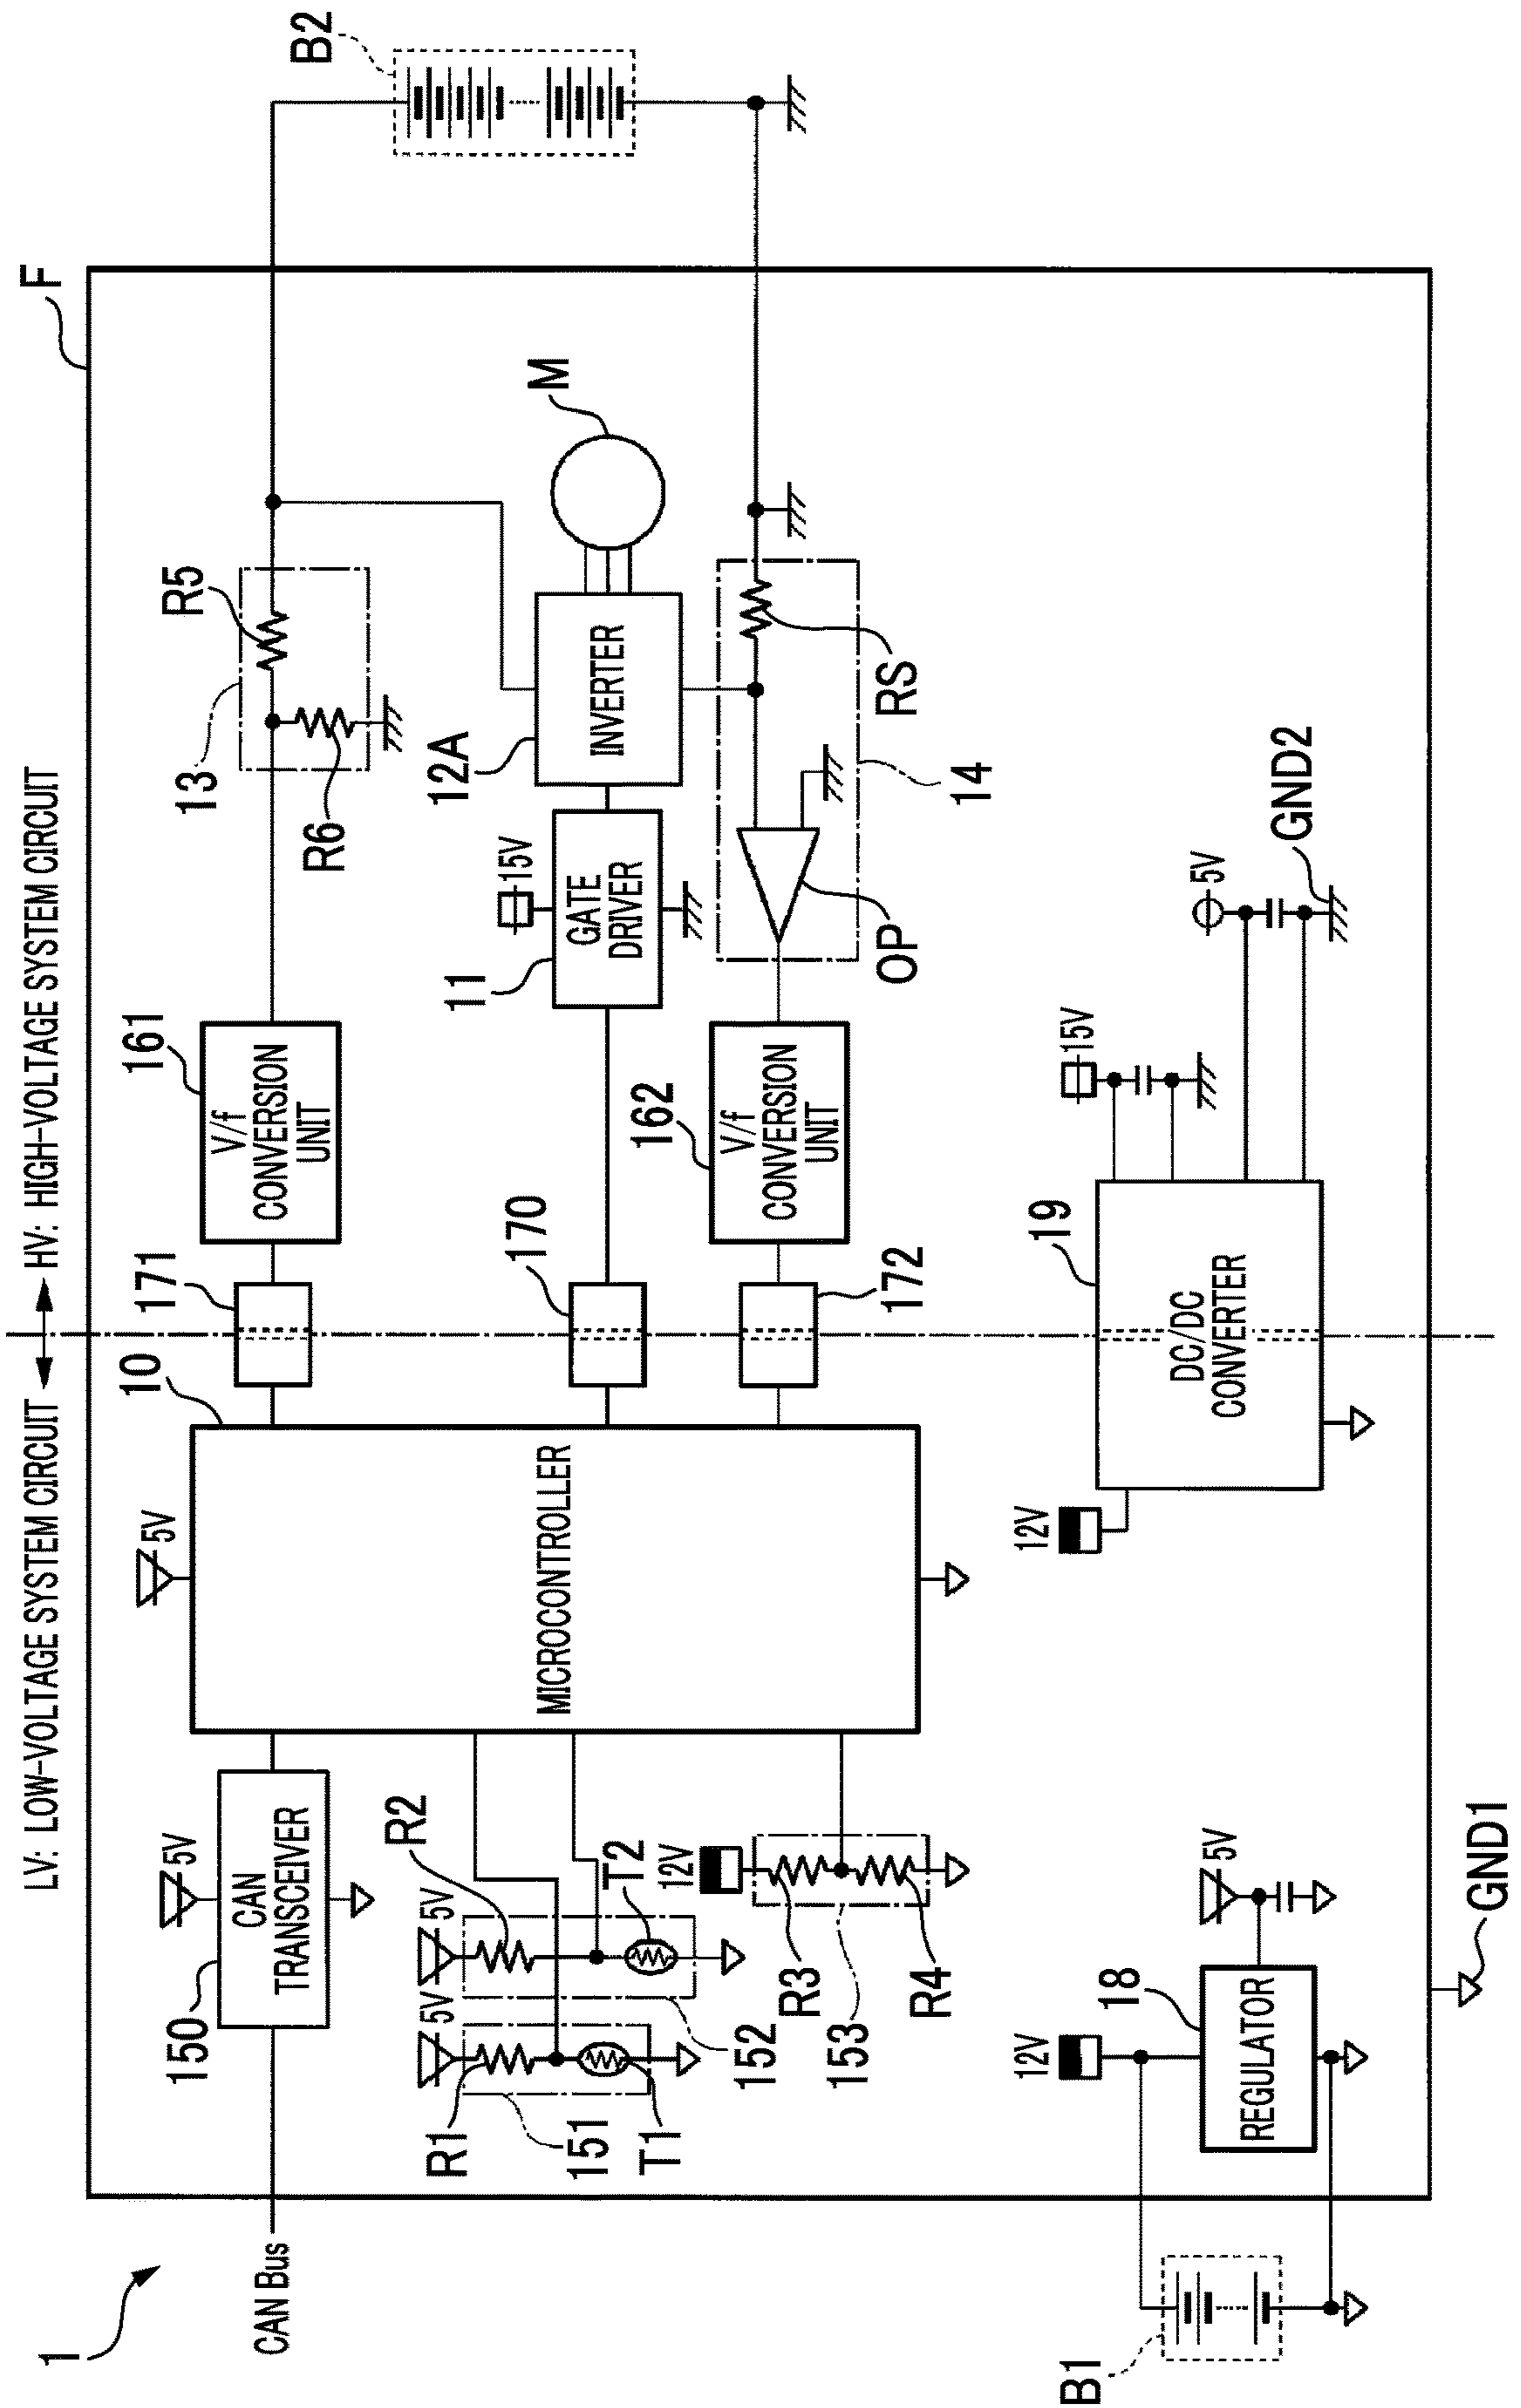 1
LV: LOW-VOLTAGE SYSTEM CIRCUIT
HV: HIGH-VOLTAGE SYSTEM CIRCUIT
F
CAN Bus
150
CAN
TRANSCEIVER
5V
10
MICROCONTROLLER
5V
171
161
V/f
CONVERSION
UNIT
13
R5
R6
B2
R1
151
T1
5V
R2
152
T2
5V
12V
R3
153
R4
170
11
GATE
DRIVER
15V
12A
INVERTER
M
172
162
V/f
CONVERSION
UNIT
OP
14
RS
B1
12V
18
REGULATOR
5V
GND1
12V
19
DC/DC
CONVERTER
15V
5V
GND2